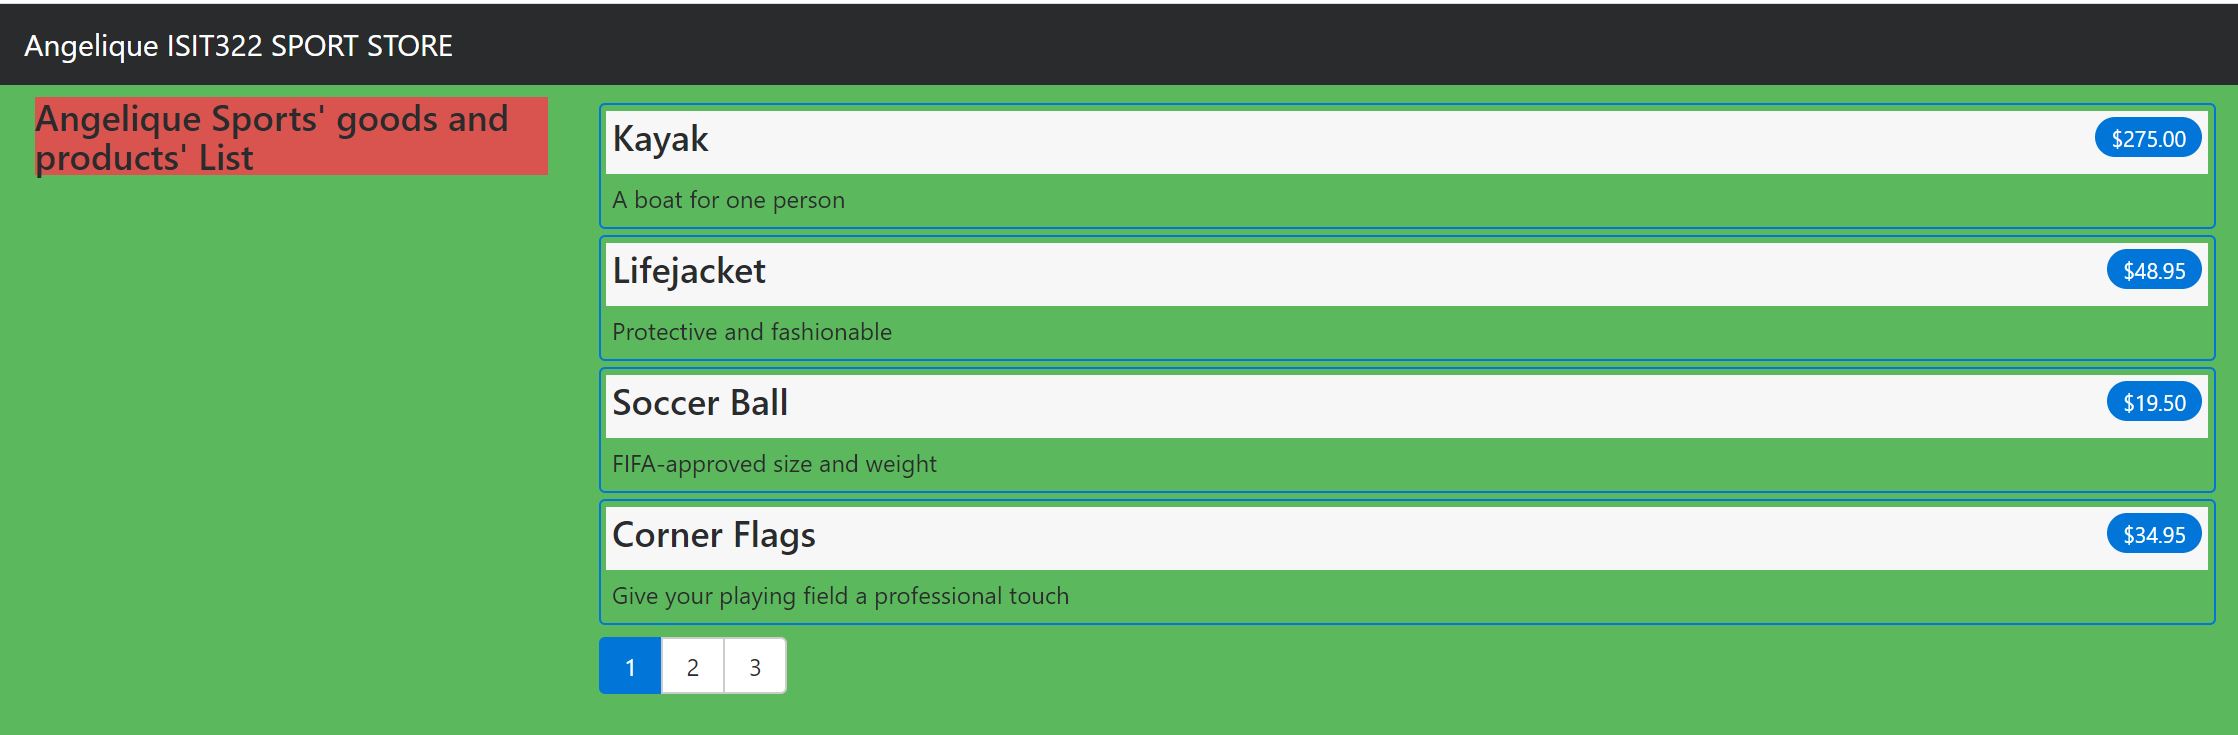 Angelique ISIT322 SPORT STORE
Angelique Sports' goods and
products' List
Kayak
$275.00
A boat for one person
Lifejacket
$48.95
Protective and fashionable
Soccer Ball
$19.50
FIFA-approved size and weight
Corner Flags
$34.95
Give your playing field a professional touch
1 2 3